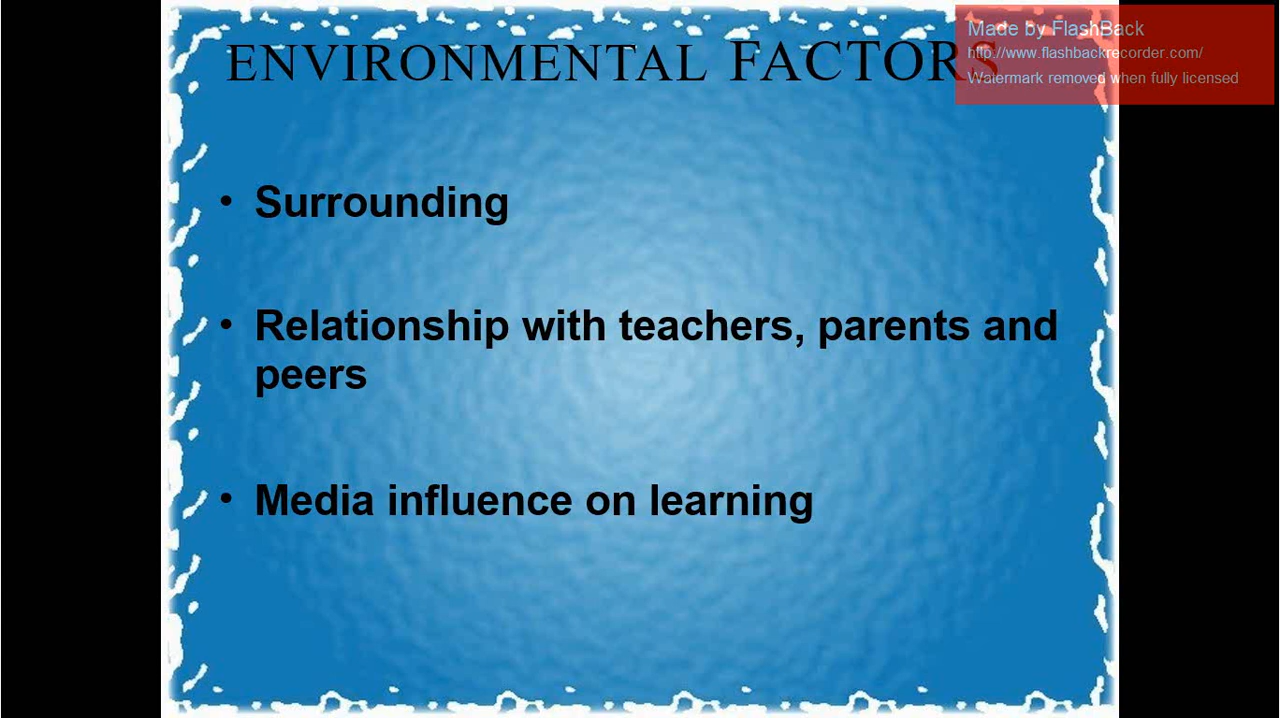 ENVIRONMENTAL FACTORS
Made by FlashBack
http://www.flashbackrecorder.com/
Watermark removed when fully licensed
• Surrounding
• Relationship with teachers, parents and
peers
• Media influence on learning